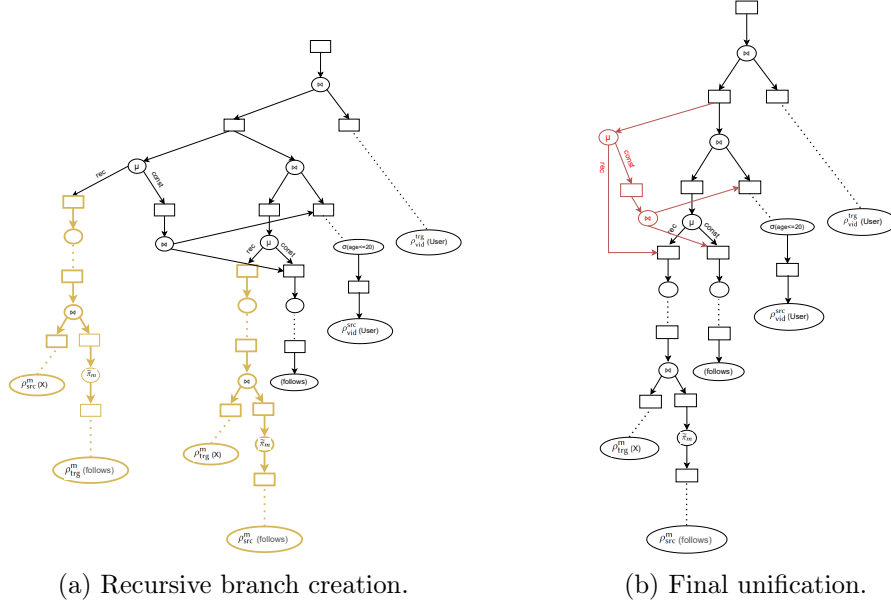 ⋈
⋈
μ
rec
const
⋈
μ
rec
const
⋈
σ(age<=20)
ρ^trg_vid (User)
ρ^src_vid (User)
⋈
π̃_m
ρ^m_src (X)
ρ^m_trg (follows)
(follows)
⋈
π̃_m
ρ^m_trg (X)
ρ^m_src (follows)
(a) Recursive branch creation.
⋈
μ
rec
const
⋈
⋈
μ
rec
const
σ(age<=20)
ρ^trg_vid (User)
ρ^src_vid (User)
⋈
(follows)
π̃_m
ρ^m_trg (X)
ρ^m_src (follows)
(b) Final unification.